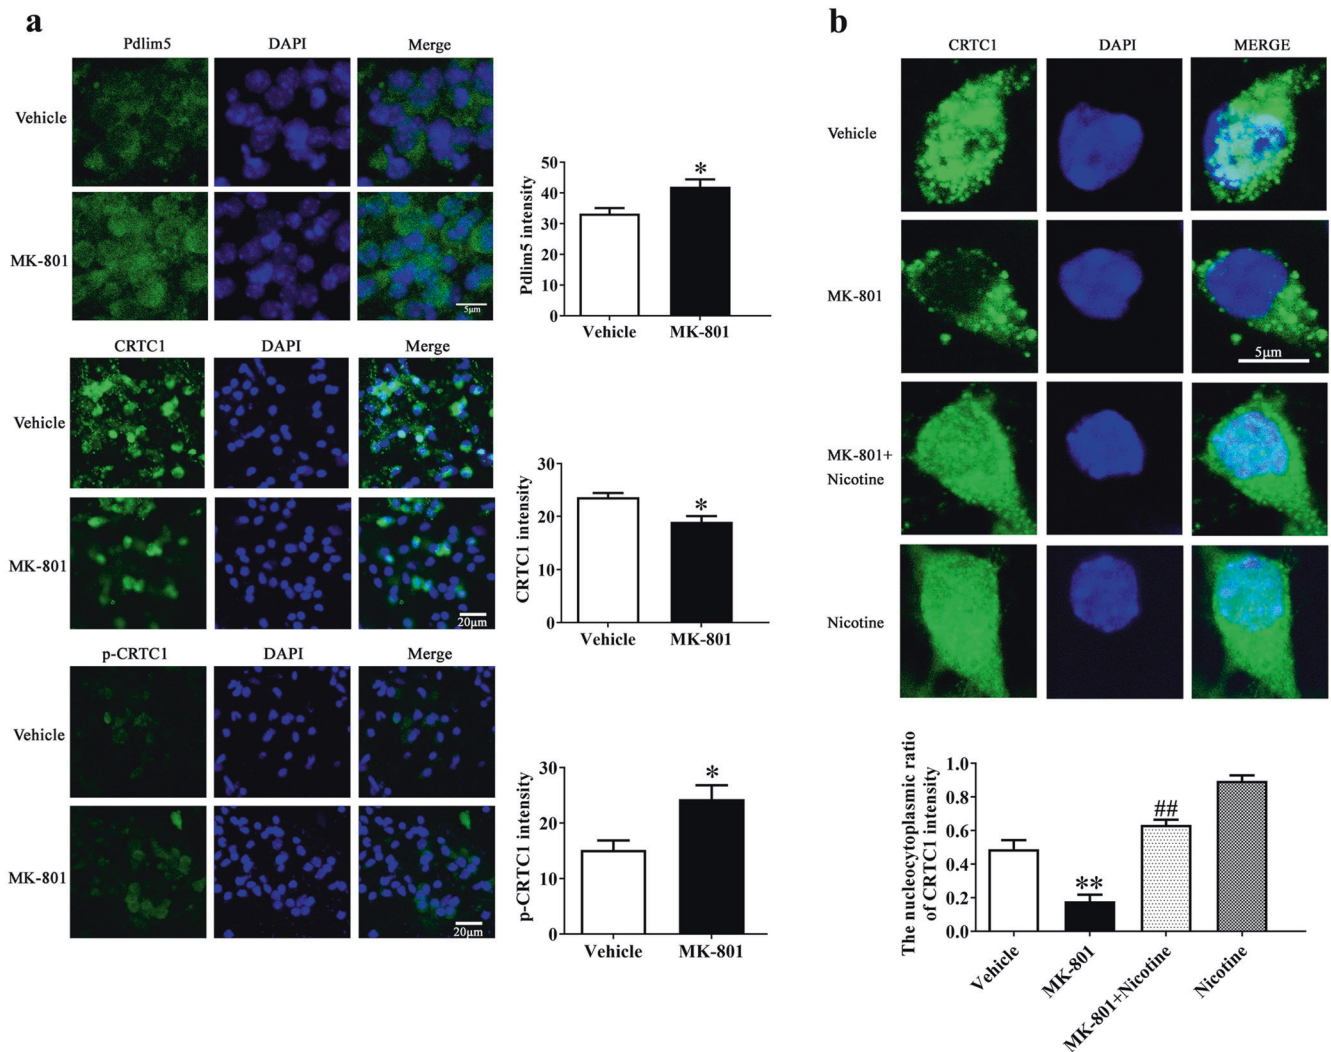 a
Pdlim5 DAPI Merge
Vehicle
MK-801
5μm
Pdlim5 intensity
50
40
30
20
10
0
*
Vehicle MK-801
CRTC1 DAPI Merge
Vehicle
MK-801
20μm
CRTC1 intensity
30
20
10
0
*
Vehicle MK-801
p-CRTC1 DAPI Merge
Vehicle
MK-801
20μm
p-CRTC1 intensity
30
20
10
0
*
Vehicle MK-801
b
CRTC1 DAPI MERGE
Vehicle
MK-801
5μm
MK-801+
Nicotine
Nicotine
The nucleocytoplasmic ratio
of CRTC1 intensity
1.0
0.8
0.6
0.4
0.2
0.0
**
##
Vehicle
MK-801
MK-801+Nicotine
Nicotine